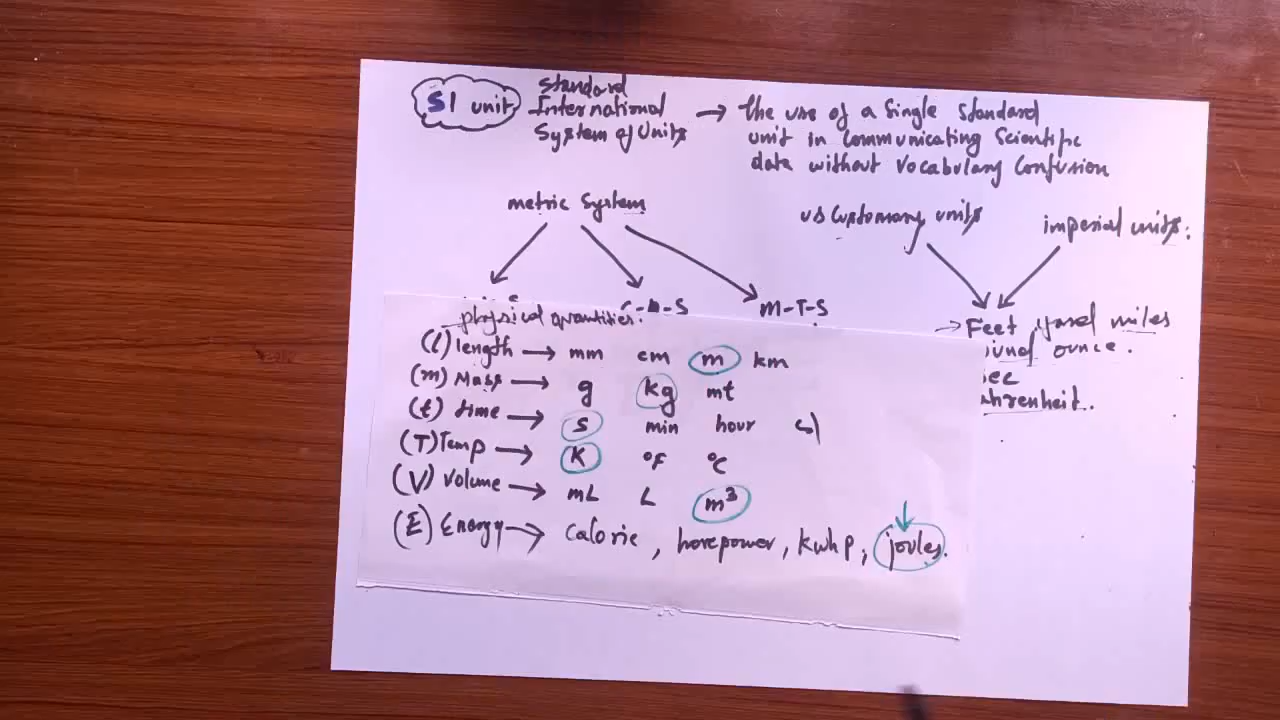 SI unit
Standard
International
System of Units
→ The use of a Single Standard
unit in Communicating Scientific
data without Vocabulary Confusion
metric System
US Customary units
imperial units:
M-T-S
→ Feet yard miles
ounce.
physical quantities:
(l) length → mm cm m km
(m) Mass → g kg mt
(t) time → s min hour
(T) Temp → K °F °C
(V) Volume → mL L m³
(E) Energy → Calorie, horepower, kwhp, joules.